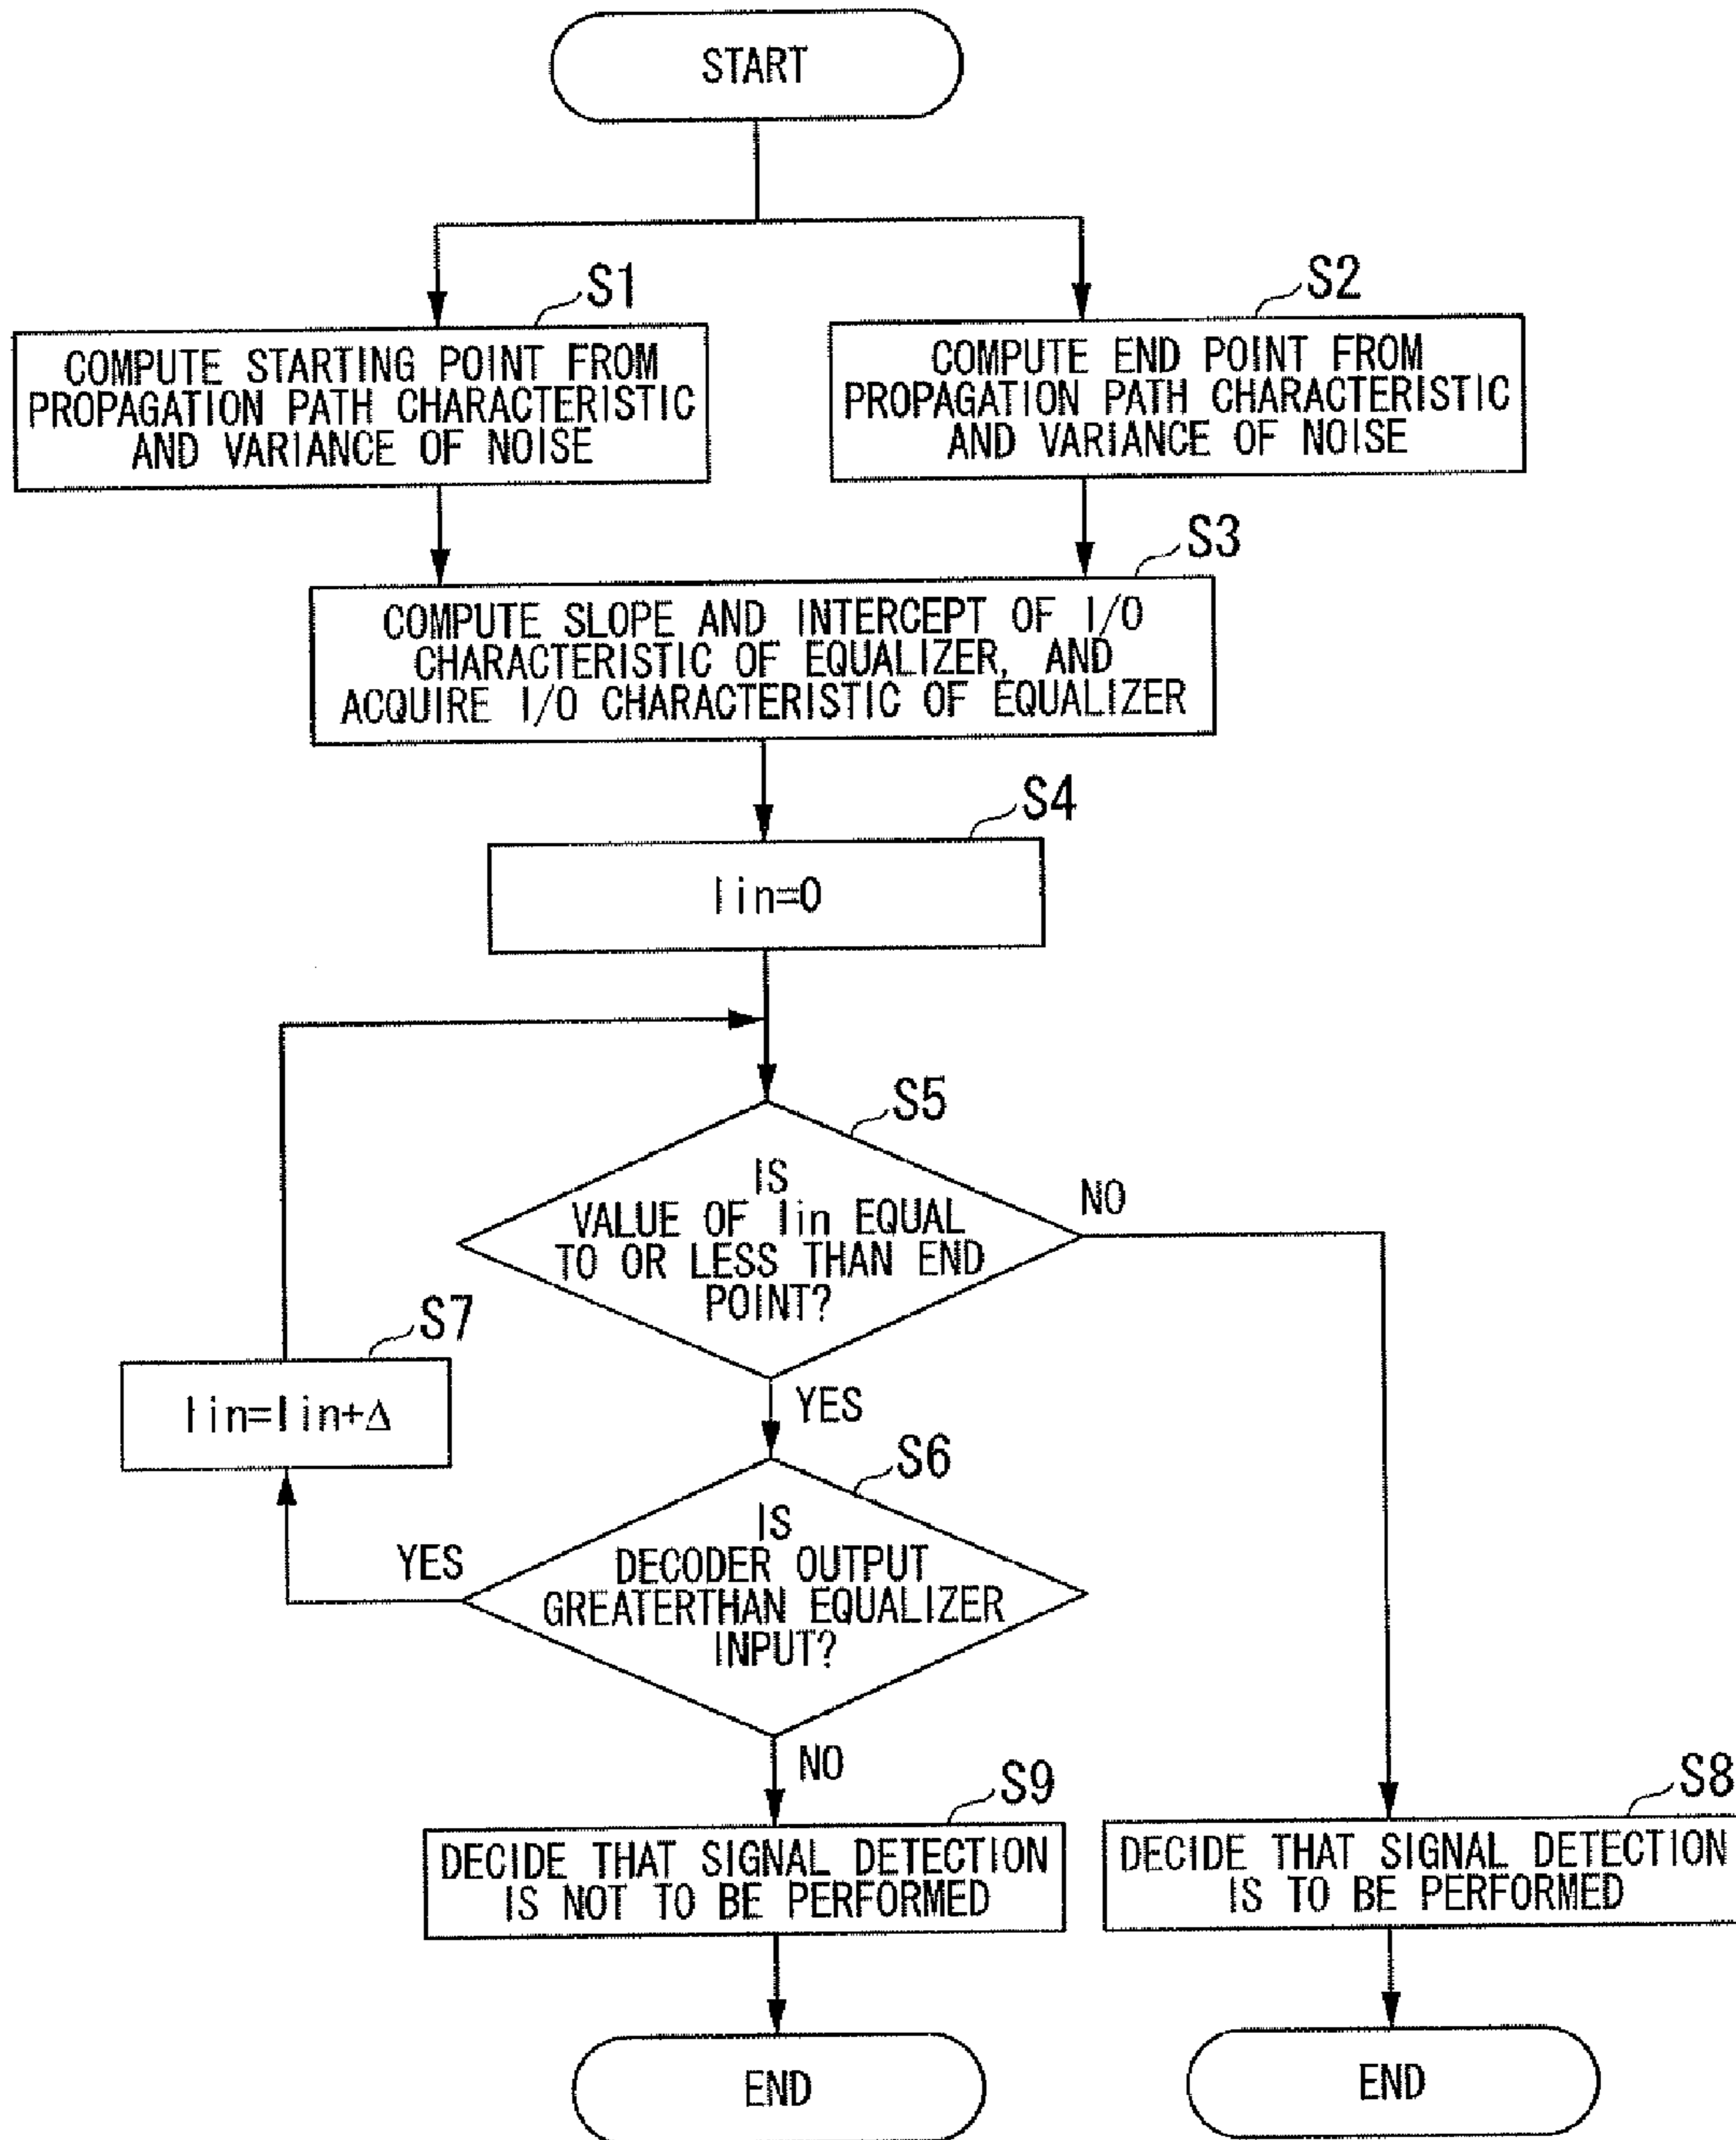 START
S1
COMPUTE STARTING POINT FROM
PROPAGATION PATH CHARACTERISTIC
AND VARIANCE OF NOISE
S2
COMPUTE END POINT FROM
PROPAGATION PATH CHARACTERISTIC
AND VARIANCE OF NOISE
S3
COMPUTE SLOPE AND INTERCEPT OF I/O
CHARACTERISTIC OF EQUALIZER, AND
ACQUIRE I/O CHARACTERISTIC OF EQUALIZER
S4
Iin=0
S5
IS
VALUE OF Iin EQUAL
TO OR LESS THAN END
POINT?
NO
YES
S7
Iin=Iin+Δ
S6
IS
DECODER OUTPUT
GREATERTHAN EQUALIZER
INPUT?
YES
NO
S9
DECIDE THAT SIGNAL DETECTION
IS NOT TO BE PERFORMED
S8
DECIDE THAT SIGNAL DETECTION
IS TO BE PERFORMED
END
END